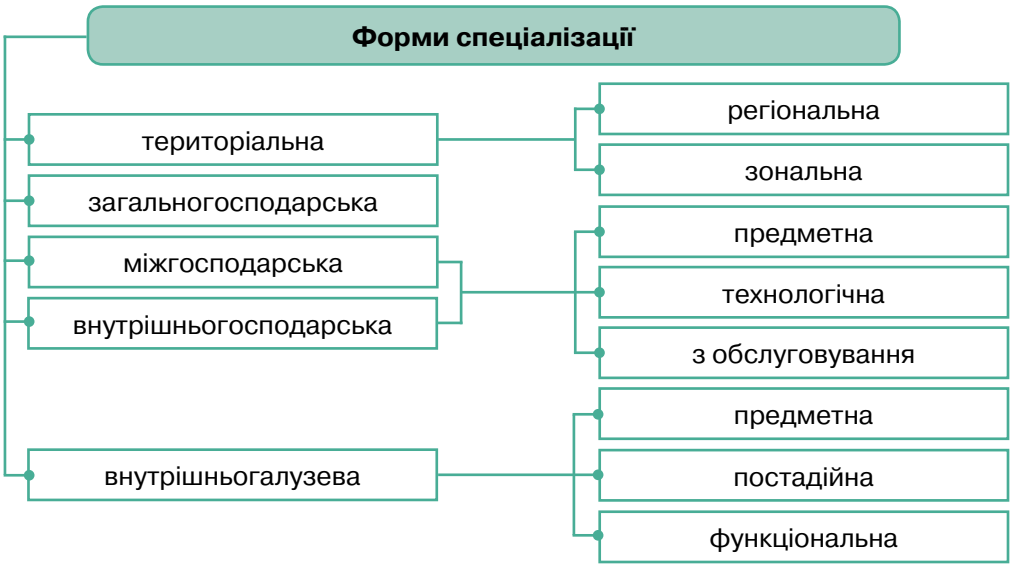 Форми спеціалізації
територіальна
регіональна
зональна
загальногосподарська
міжгосподарська
внутрішньогосподарська
предметна
технологічна
з обслуговування
внутрішньогалузева
предметна
постадійна
функціональна